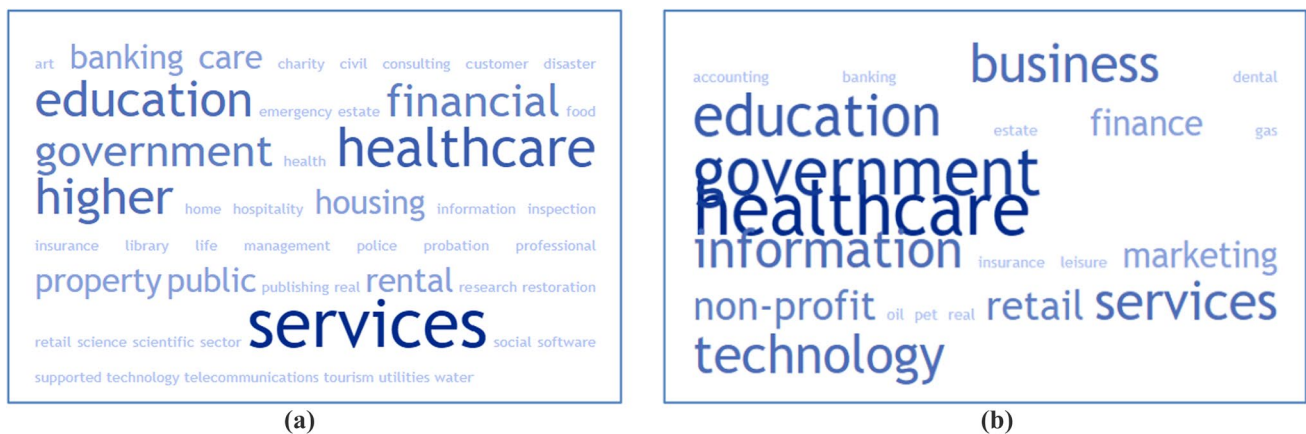 art banking care charity civil consulting customer disaster
education emergency estate financial food
government health healthcare
higher home hospitality housing information inspection
insurance library life management police probation professional
property public publishing real rental research restoration
retail science scientific sector services social software
supported technology telecommunications tourism utilities water
(a)
accounting banking business dental
education estate finance gas
government
healthcare
information insurance leisure marketing
non-profit oil pet real retail services
technology
(b)